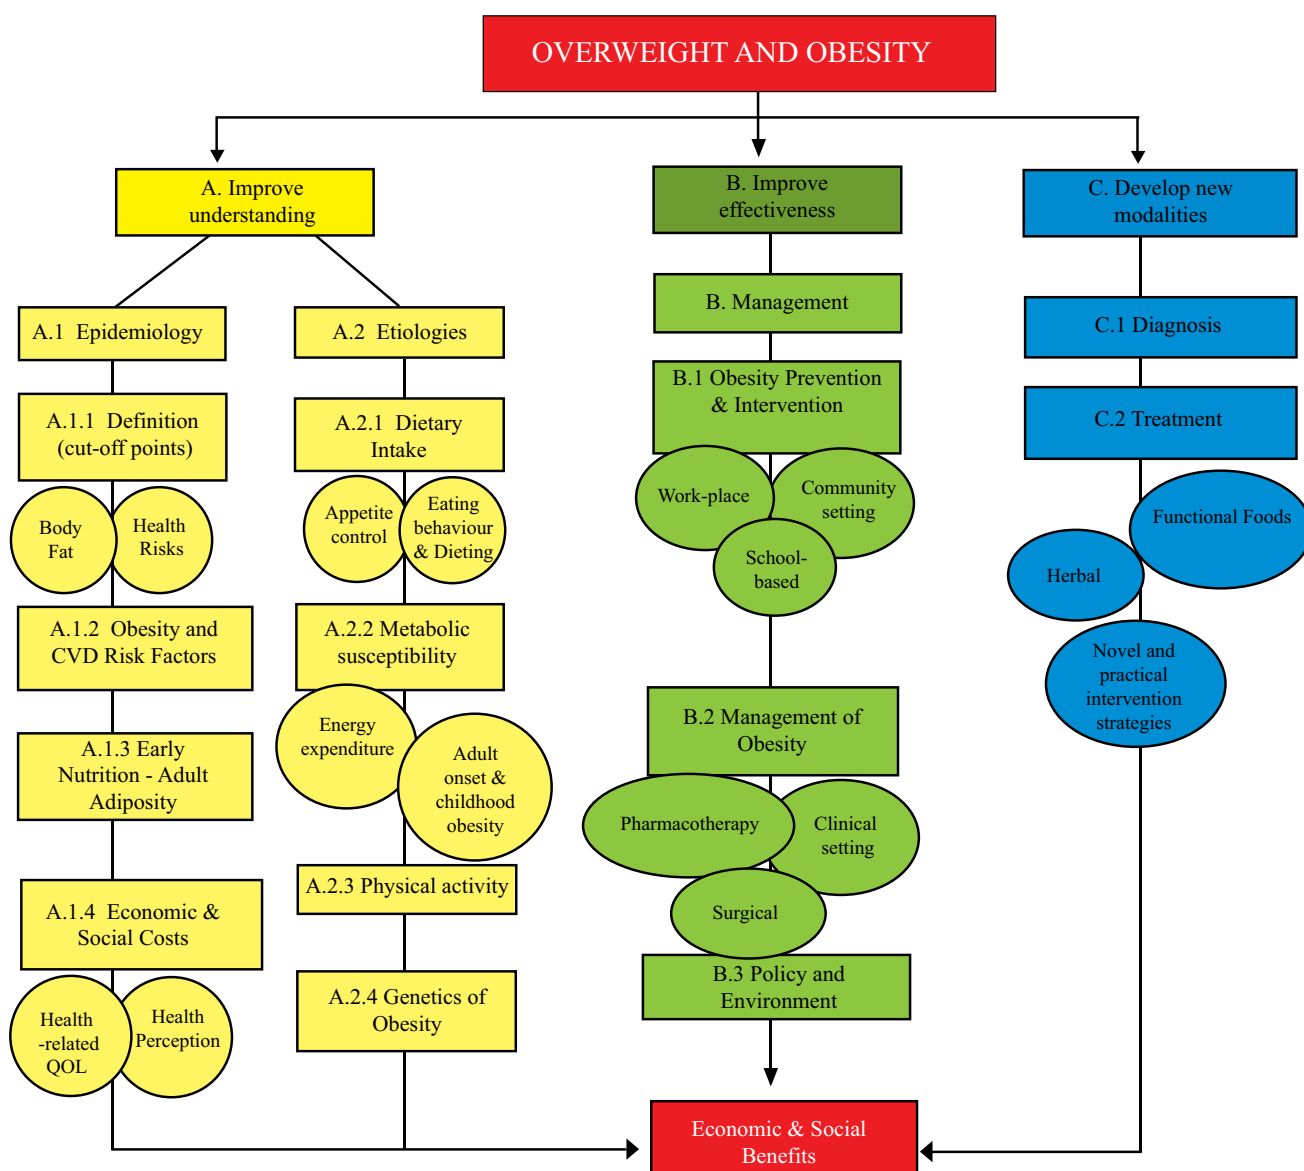 OVERWEIGHT AND OBESITY
A. Improve
understanding
B. Improve
effectiveness
C. Develop new
modalities
A.1 Epidemiology
A.1.1 Definition
(cut-off points)
Body
Fat
Health
Risks
A.1.2 Obesity and
CVD Risk Factors
A.1.3 Early
Nutrition - Adult
Adiposity
A.1.4 Economic &
Social Costs
Health
-related
QOL
Health
Perception
A.2 Etiologies
A.2.1 Dietary
Intake
Appetite
control
Eating
behaviour
& Dieting
A.2.2 Metabolic
susceptibility
Energy
expenditure
Adult
onset &
childhood
obesity
A.2.3 Physical activity
A.2.4 Genetics of
Obesity
B. Management
B.1 Obesity Prevention
& Intervention
Work-place
Community
setting
School-
based
B.2 Management of
Obesity
Pharmacotherapy
Clinical
setting
Surgical
B.3 Policy and
Environment
C.1 Diagnosis
C.2 Treatment
Functional Foods
Herbal
Novel and
practical
intervention
strategies
Economic & Social
Benefits